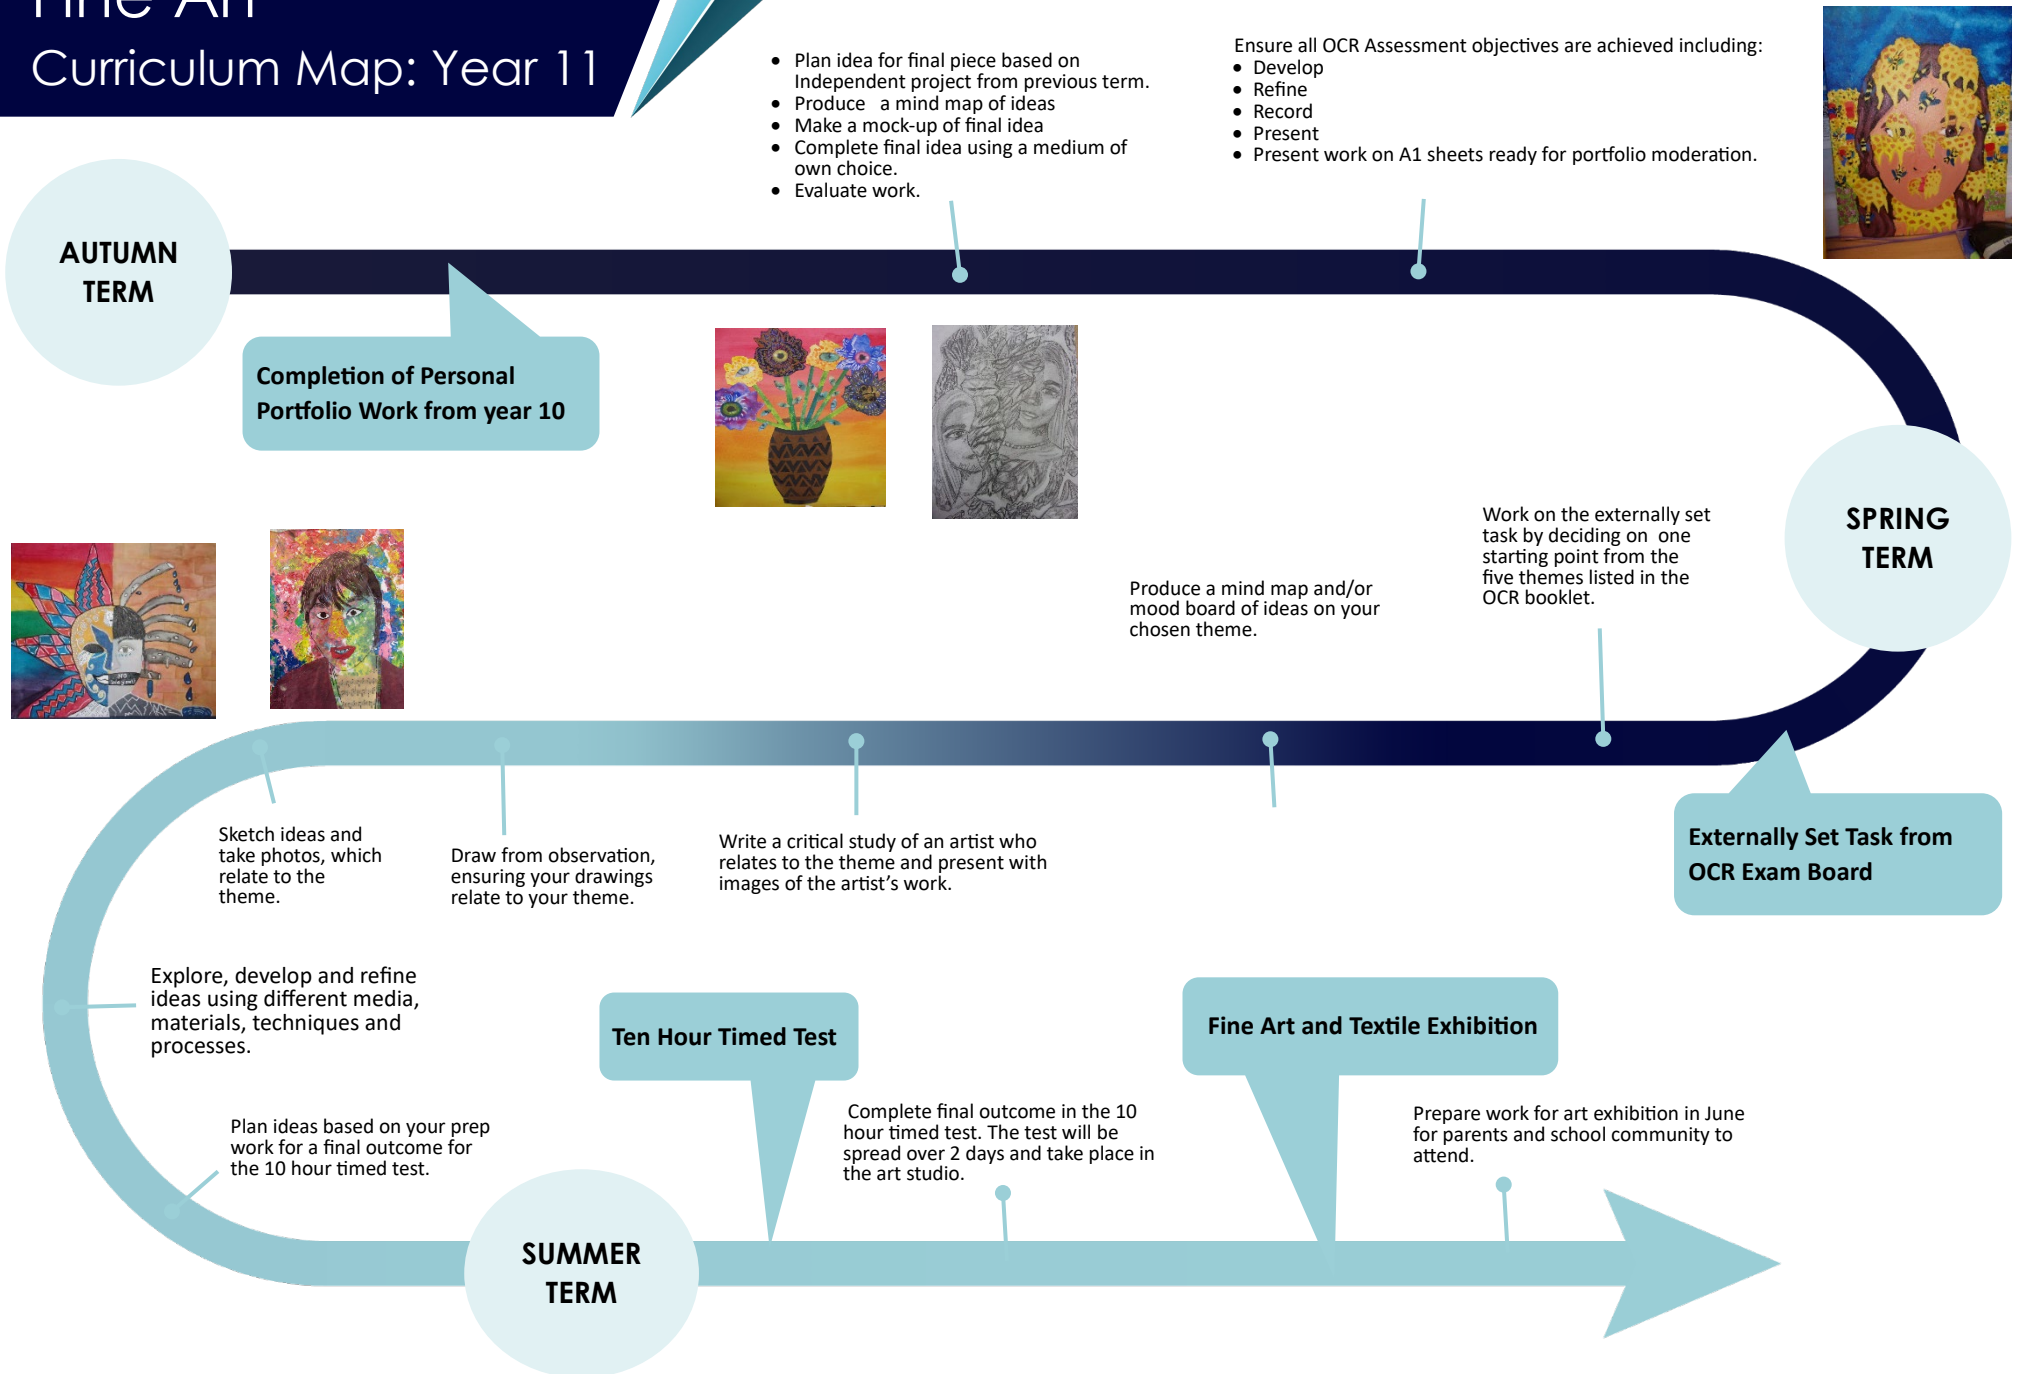 Fine Art
Curriculum Map: Year 11
• Plan idea for final piece based on
Independent project from previous term.
• Produce a mind map of ideas
• Make a mock-up of final idea
• Complete final idea using a medium of
own choice.
• Evaluate work.
Ensure all OCR Assessment objectives are achieved including:
• Develop
• Refine
• Record
• Present
• Present work on A1 sheets ready for portfolio moderation.
AUTUMN
TERM
Completion of Personal
Portfolio Work from year 10
SPRING
TERM
Externally Set Task from
OCR Exam Board
Work on the externally set
task by deciding on one
starting point from the
five themes listed in the
OCR booklet.
Produce a mind map and/or
mood board of ideas on your
chosen theme.
Write a critical study of an artist who
relates to the theme and present with
images of the artist's work.
Draw from observation,
ensuring your drawings
relate to your theme.
Sketch ideas and
take photos, which
relate to the
theme.
Explore, develop and refine
ideas using different media,
materials, techniques and
processes.
Plan ideas based on your prep
work for a final outcome for
the 10 hour timed test.
SUMMER
TERM
Ten Hour Timed Test
Complete final outcome in the 10
hour timed test. The test will be
spread over 2 days and take place in
the art studio.
Fine Art and Textile Exhibition
Prepare work for art exhibition in June
for parents and school community to
attend.